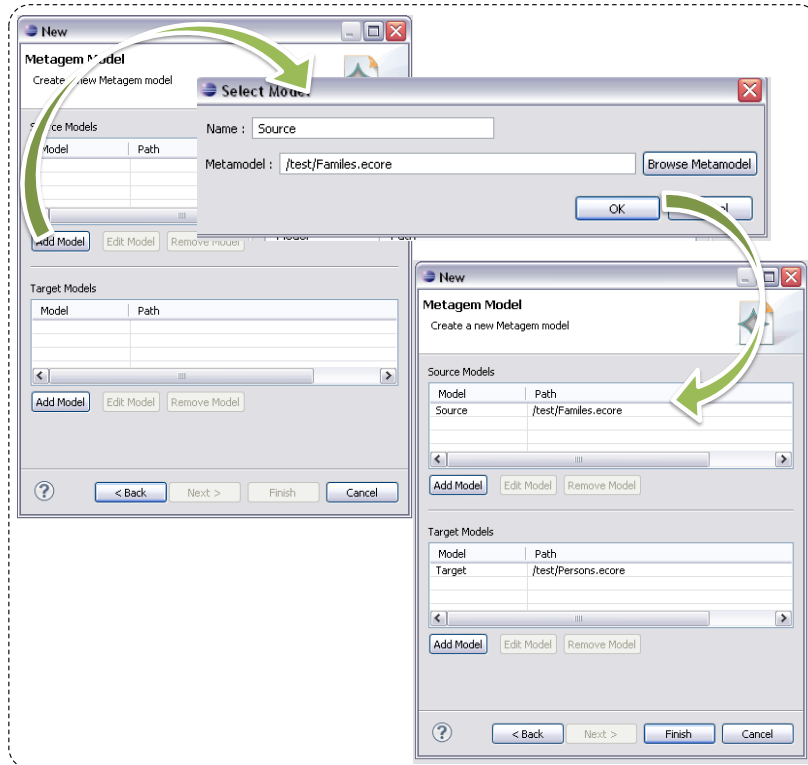 New
Metagem Model
Create a new Metagem model
Source Models
Model Path
Add Model Edit Model Remove Model
Target Models
Model Path
Add Model Edit Model Remove Model
< Back Next > Finish Cancel
Select Model
Name : Source
Metamodel : /test/Familes.ecore Browse Metamodel
OK
Model Path
New
Metagem Model
Create a new Metagem model
Source Models
Model Path
Source /test/Familes.ecore
Add Model Edit Model Remove Model
Target Models
Model Path
Target /test/Persons.ecore
Add Model Edit Model Remove Model
< Back Next > Finish Cancel